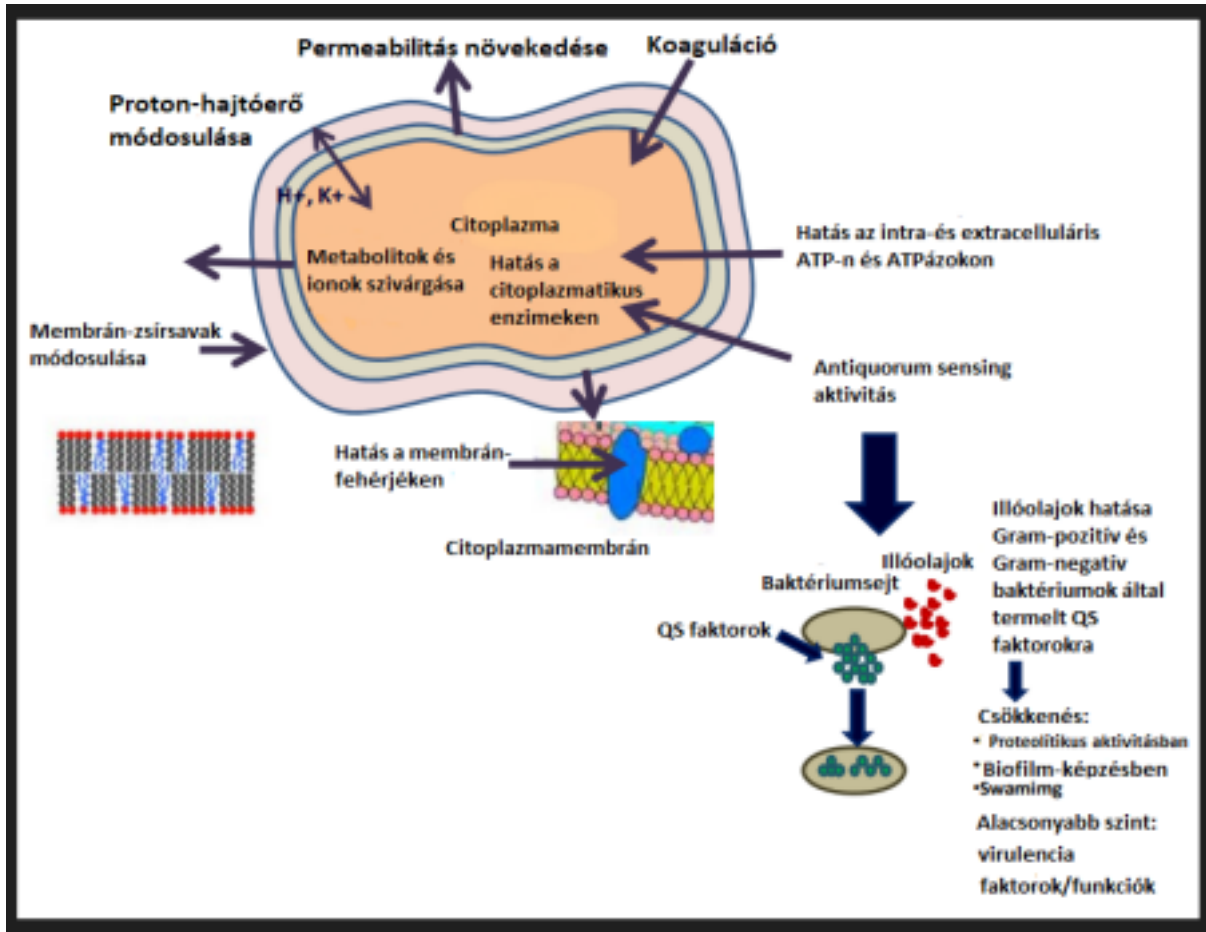 Permeabilitás növekedése
Koaguláció
Proton-hajtóerő
módosulása
H+, K+
Citoplazma
Metabolitok és
ionok szivárgása
Hatás a
citoplazmatikus
enzimeken
Hatás az intra-és extracelluláris
ATP-n és ATPázokon
Membrán-zsírsavak
módosulása
Antiquorum sensing
aktivitás
Hatás a membrán-
fehérjéken
Citoplazmamembrán
Illóolajok hatása
Gram-pozitív és
Gram-negatív
baktériumok által
termelt QS
faktorokra
Illóolajok
Baktériumsejt
QS faktorok
Csökkenés:
• Proteolítikus aktivitásban
•Biofilm-képzésben
•Swamimg
Alacsonyabb szint:
virulencia
faktorok/funkciók